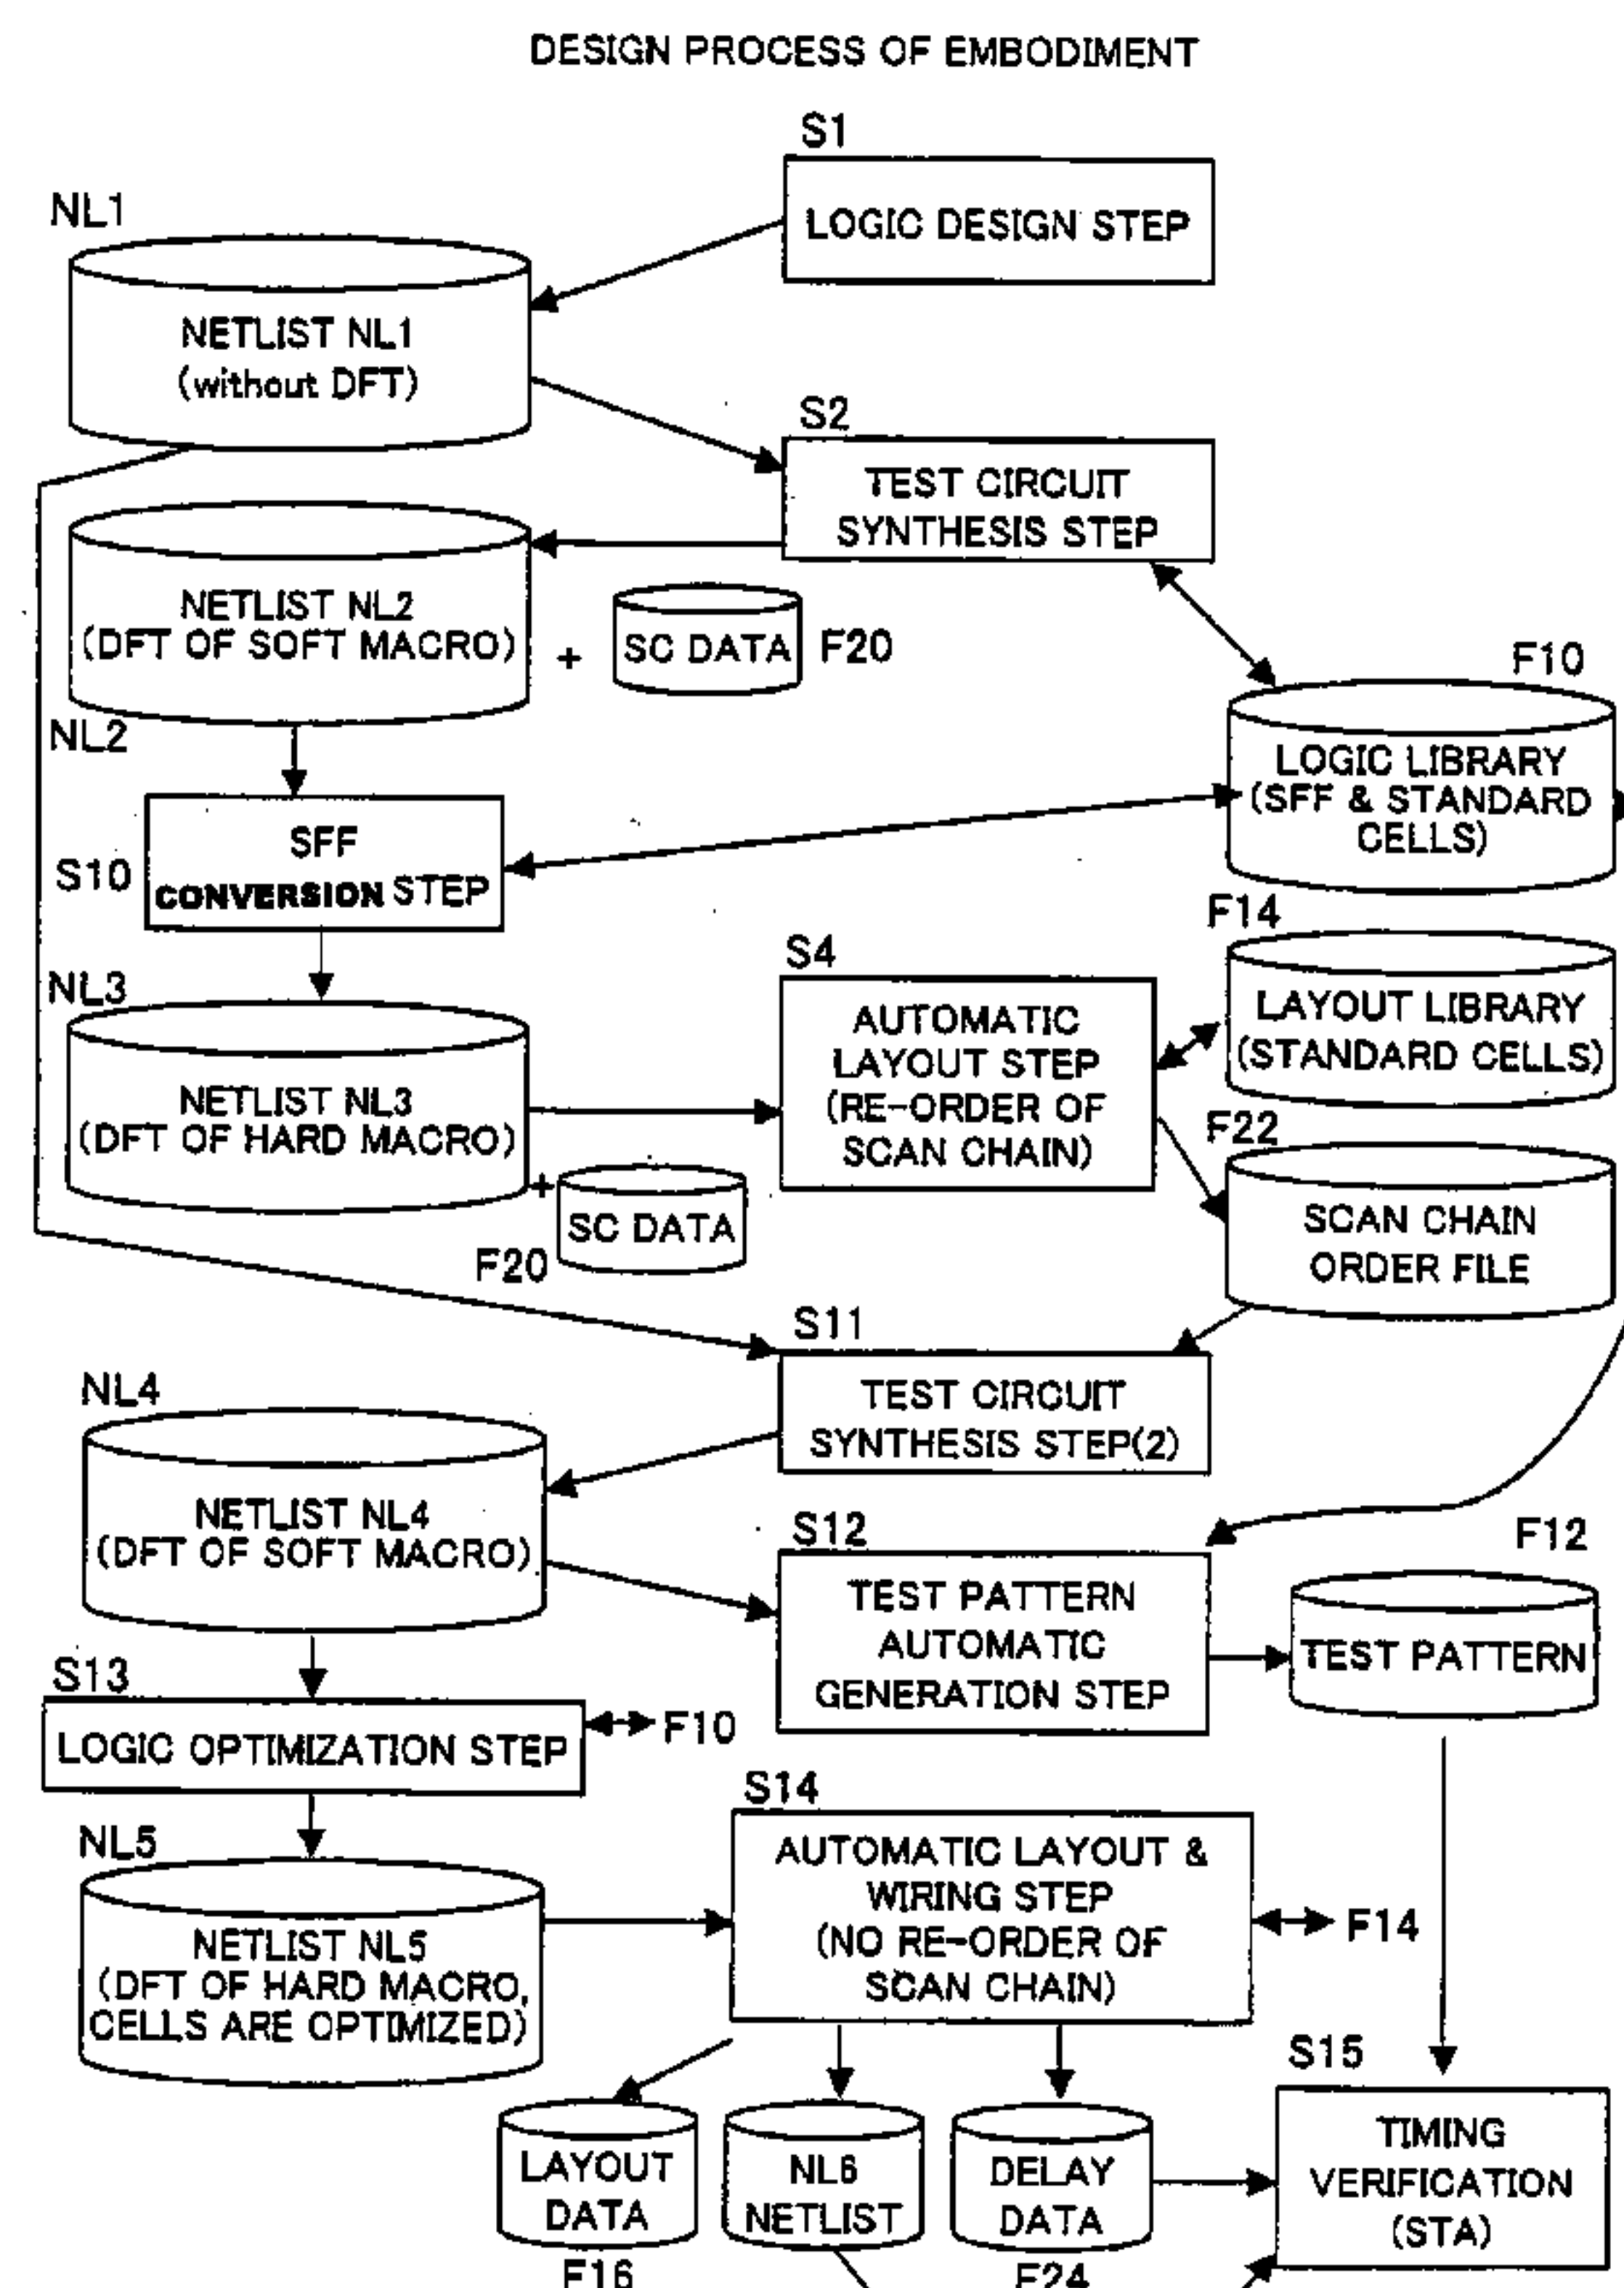 DESIGN PROCESS OF EMBODIMENT
S1
LOGIC DESIGN STEP
NL1
NETLIST NL1
(without DFT)
S2
TEST CIRCUIT
SYNTHESIS STEP
NETLIST NL2
(DFT OF SOFT MACRO)
+
SC DATA
F20
NL2
F10
LOGIC LIBRARY
(SFF & STANDARD
CELLS)
S10
SFF
CONVERSION STEP
F14
LAYOUT LIBRARY
(STANDARD CELLS)
S4
AUTOMATIC
LAYOUT STEP
(RE-ORDER OF
SCAN CHAIN)
NL3
NETLIST NL3
(DFT OF HARD MACRO)
+
SC DATA
F20
F22
SCAN CHAIN
ORDER FILE
S11
TEST CIRCUIT
SYNTHESIS STEP(2)
NL4
NETLIST NL4
(DFT OF SOFT MACRO)
S12
TEST PATTERN
AUTOMATIC
GENERATION STEP
F12
TEST PATTERN
S13
LOGIC OPTIMIZATION STEP
F10
S14
AUTOMATIC LAYOUT &
WIRING STEP
(NO RE-ORDER OF
SCAN CHAIN)
F14
NL5
NETLIST NL5
(DFT OF HARD MACRO,
CELLS ARE OPTIMIZED)
S15
TIMING
VERIFICATION
(STA)
LAYOUT
DATA
F16
NL6
NETLIST
DELAY
DATA
F24